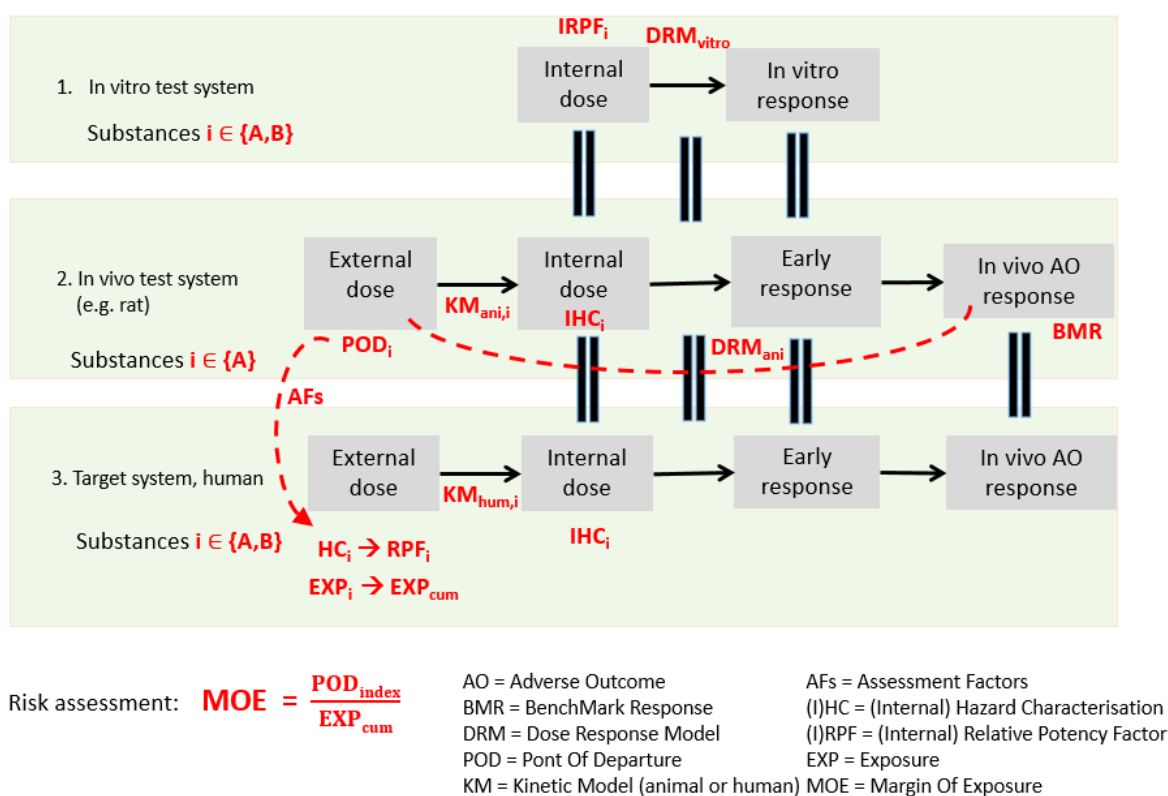 IRPFi
DRMvitro
Internal
dose
In vitro
response
1. In vitro test system
Substances i ∈ {A,B}
External
dose
Internal
dose
Early
response
In vivo AO
response
2. In vivo test system
(e.g. rat)
KMani,i
IHCi
BMR
PODi
DRMani
Substances i ∈ {A}
AFs
External
dose
Internal
dose
Early
response
In vivo AO
response
3. Target system, human
KMhum,i
IHCi
Substances i ∈ {A,B}
HCi → RPFi
EXPi → EXPcum
Risk assessment: MOE = PODindex
EXPcum
AO = Adverse Outcome
BMR = BenchMark Response
DRM = Dose Response Model
POD = Pont Of Departure
KM = Kinetic Model (animal or human)
AFs = Assessment Factors
(I)HC = (Internal) Hazard Characterisation
(I)RPF = (Internal) Relative Potency Factor
EXP = Exposure
MOE = Margin Of Exposure